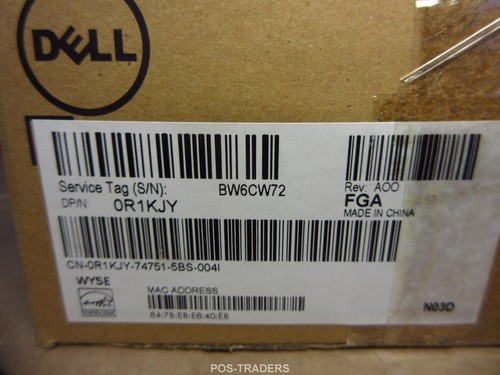 DELL
Service Tag (S/N): BW6CW72
Rev: A00
DP/N: 0R1KJY
FGA
MADE IN CHINA
CN-0R1KJY-74751-5BS-004I
WYSE
MAC ADDRESS
N03D
POS-TRADERS